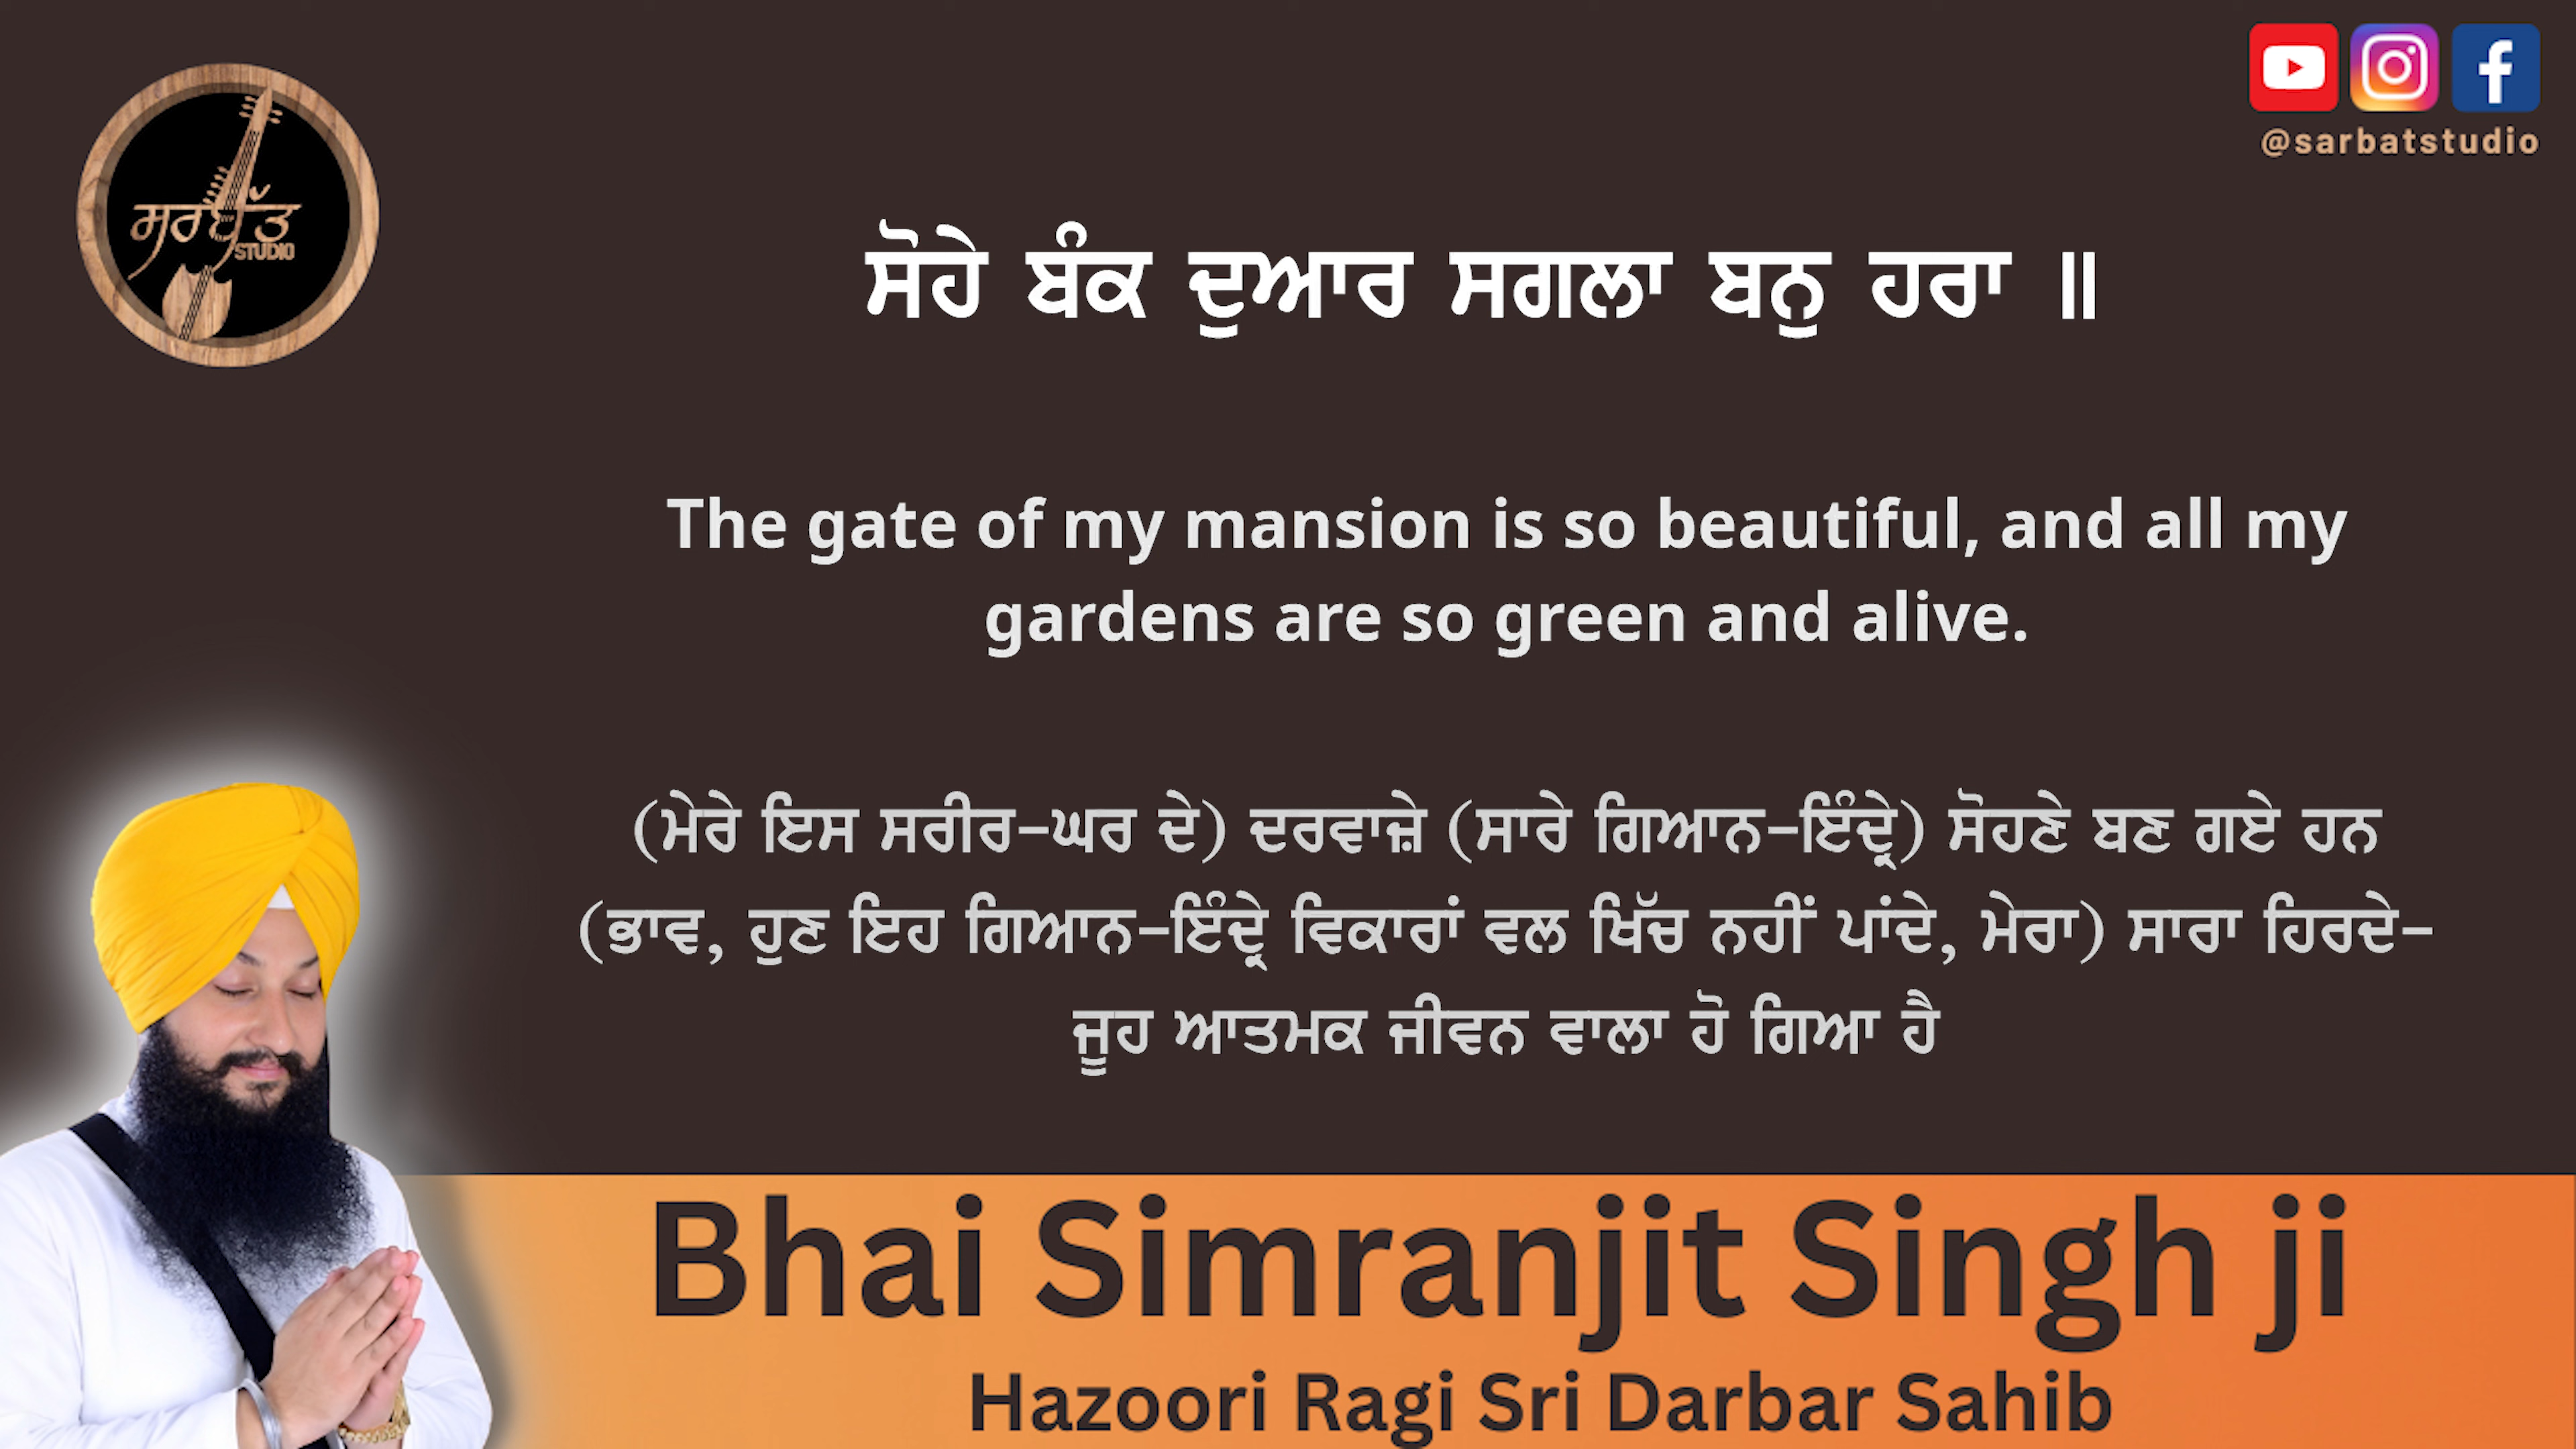 @sarbatstudio
ਸਰਬੱਤ
STUDIO
ਸੋਹੇ ਬੰਕ ਦੁਆਰ ਸਗਲਾ ਬਨੁ ਹਰਾ ॥
The gate of my mansion is so beautiful, and all my
gardens are so green and alive.
(ਮੇਰੇ ਇਸ ਸਰੀਰ-ਘਰ ਦੇ) ਦਰਵਾਜ਼ੇ (ਸਾਰੇ ਗਿਆਨ-ਇੰਦ੍ਰੇ) ਸੋਹਣੇ ਬਣ ਗਏ ਹਨ
(ਭਾਵ, ਹੁਣ ਇਹ ਗਿਆਨ-ਇੰਦ੍ਰੇ ਵਿਕਾਰਾਂ ਵਲ ਖਿੱਚ ਨਹੀਂ ਪਾਂਦੇ, ਮੇਰਾ) ਸਾਰਾ ਹਿਰਦੇ-
ਜੂਹ ਆਤਮਕ ਜੀਵਨ ਵਾਲਾ ਹੋ ਗਿਆ ਹੈ
Bhai Simranjit Singh ji
Hazoori Ragi Sri Darbar Sahib